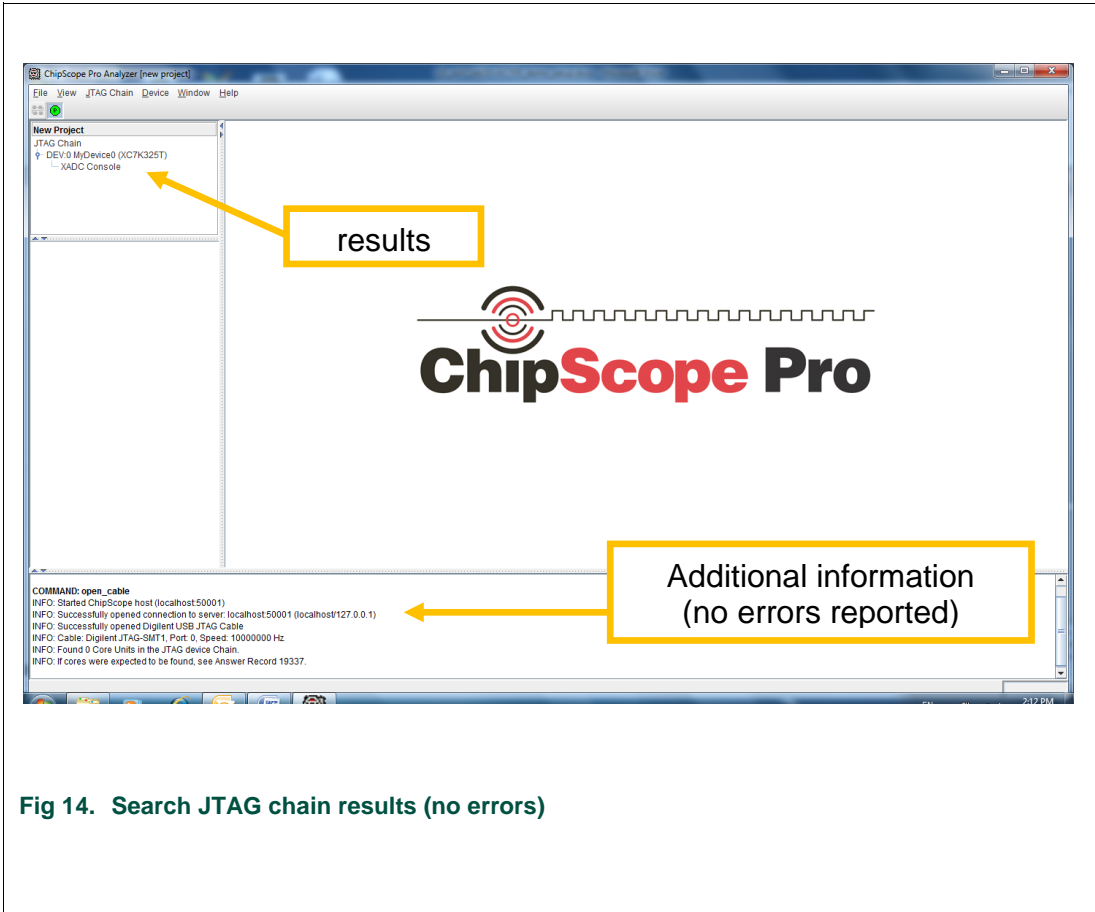 ChipScope Pro Analyzer [new project]
File View JTAG Chain Device Window Help
New Project
JTAG Chain
DEV:0 MyDevice0 (XC7K325T)
XADC Console
results
ChipScope Pro
Additional information
(no errors reported)
COMMAND: open_cable
INFO: Started ChipScope host (localhost:50001)
INFO: Successfully opened connection to server: localhost:50001 (localhost/127.0.0.1)
INFO: Successfully opened Digilent USB JTAG Cable
INFO: Cable: Digilent JTAG-SMT1, Port: 0, Speed: 10000000 Hz
INFO: Found 0 Core Units in the JTAG device Chain.
INFO: If cores were expected to be found, see Answer Record 19337.
2:12 PM
Fig 14. Search JTAG chain results (no errors)